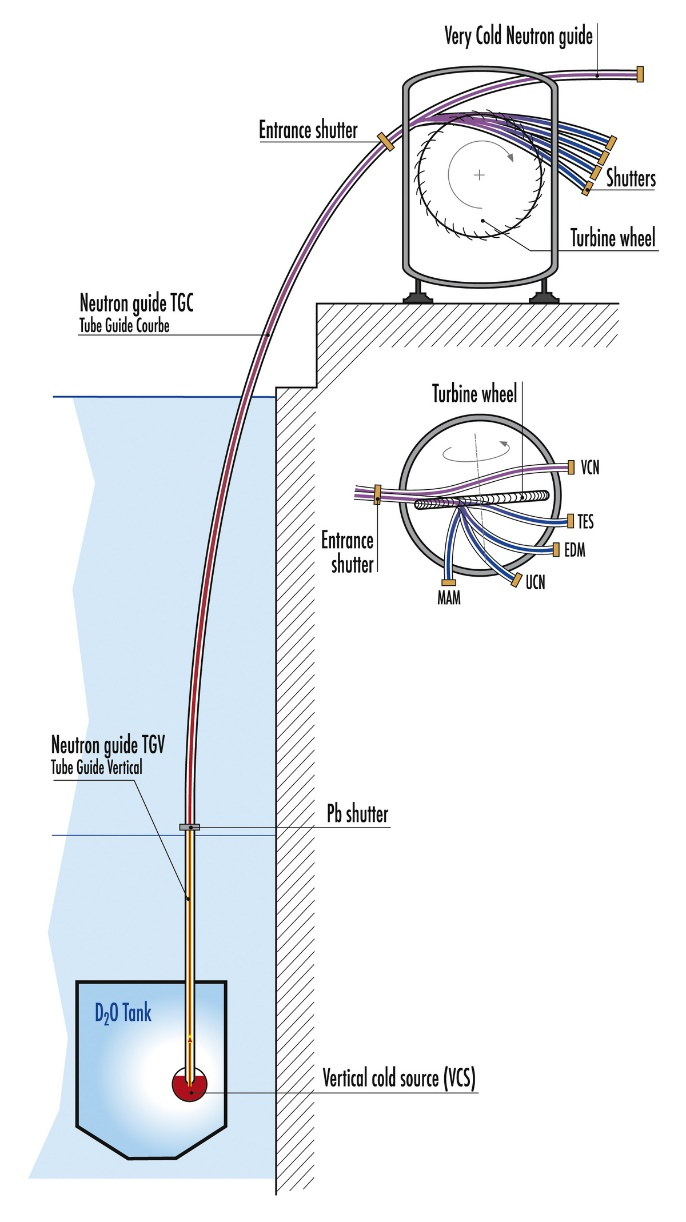 Very Cold Neutron guide
Entrance shutter
Shutters
Turbine wheel
Neutron guide TGC
Tube Guide Courbe
Turbine wheel
VCN
TES
EDM
UCN
MAM
Entrance
shutter
Neutron guide TGV
Tube Guide Vertical
Pb shutter
D₂O Tank
Vertical cold source (VCS)